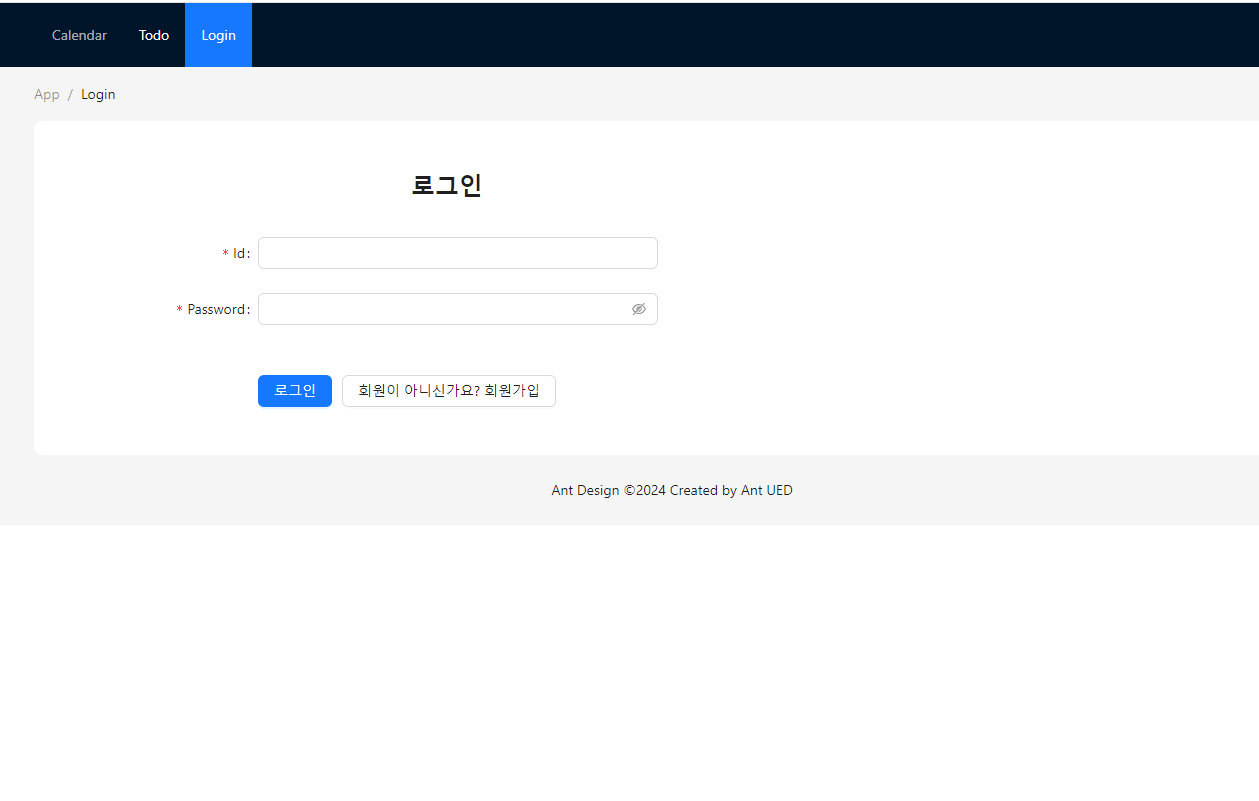 Calendar Todo Login
App / Login
로그인
* Id:
* Password:
로그인 회원이 아니신가요? 회원가입
Ant Design ©2024 Created by Ant UED